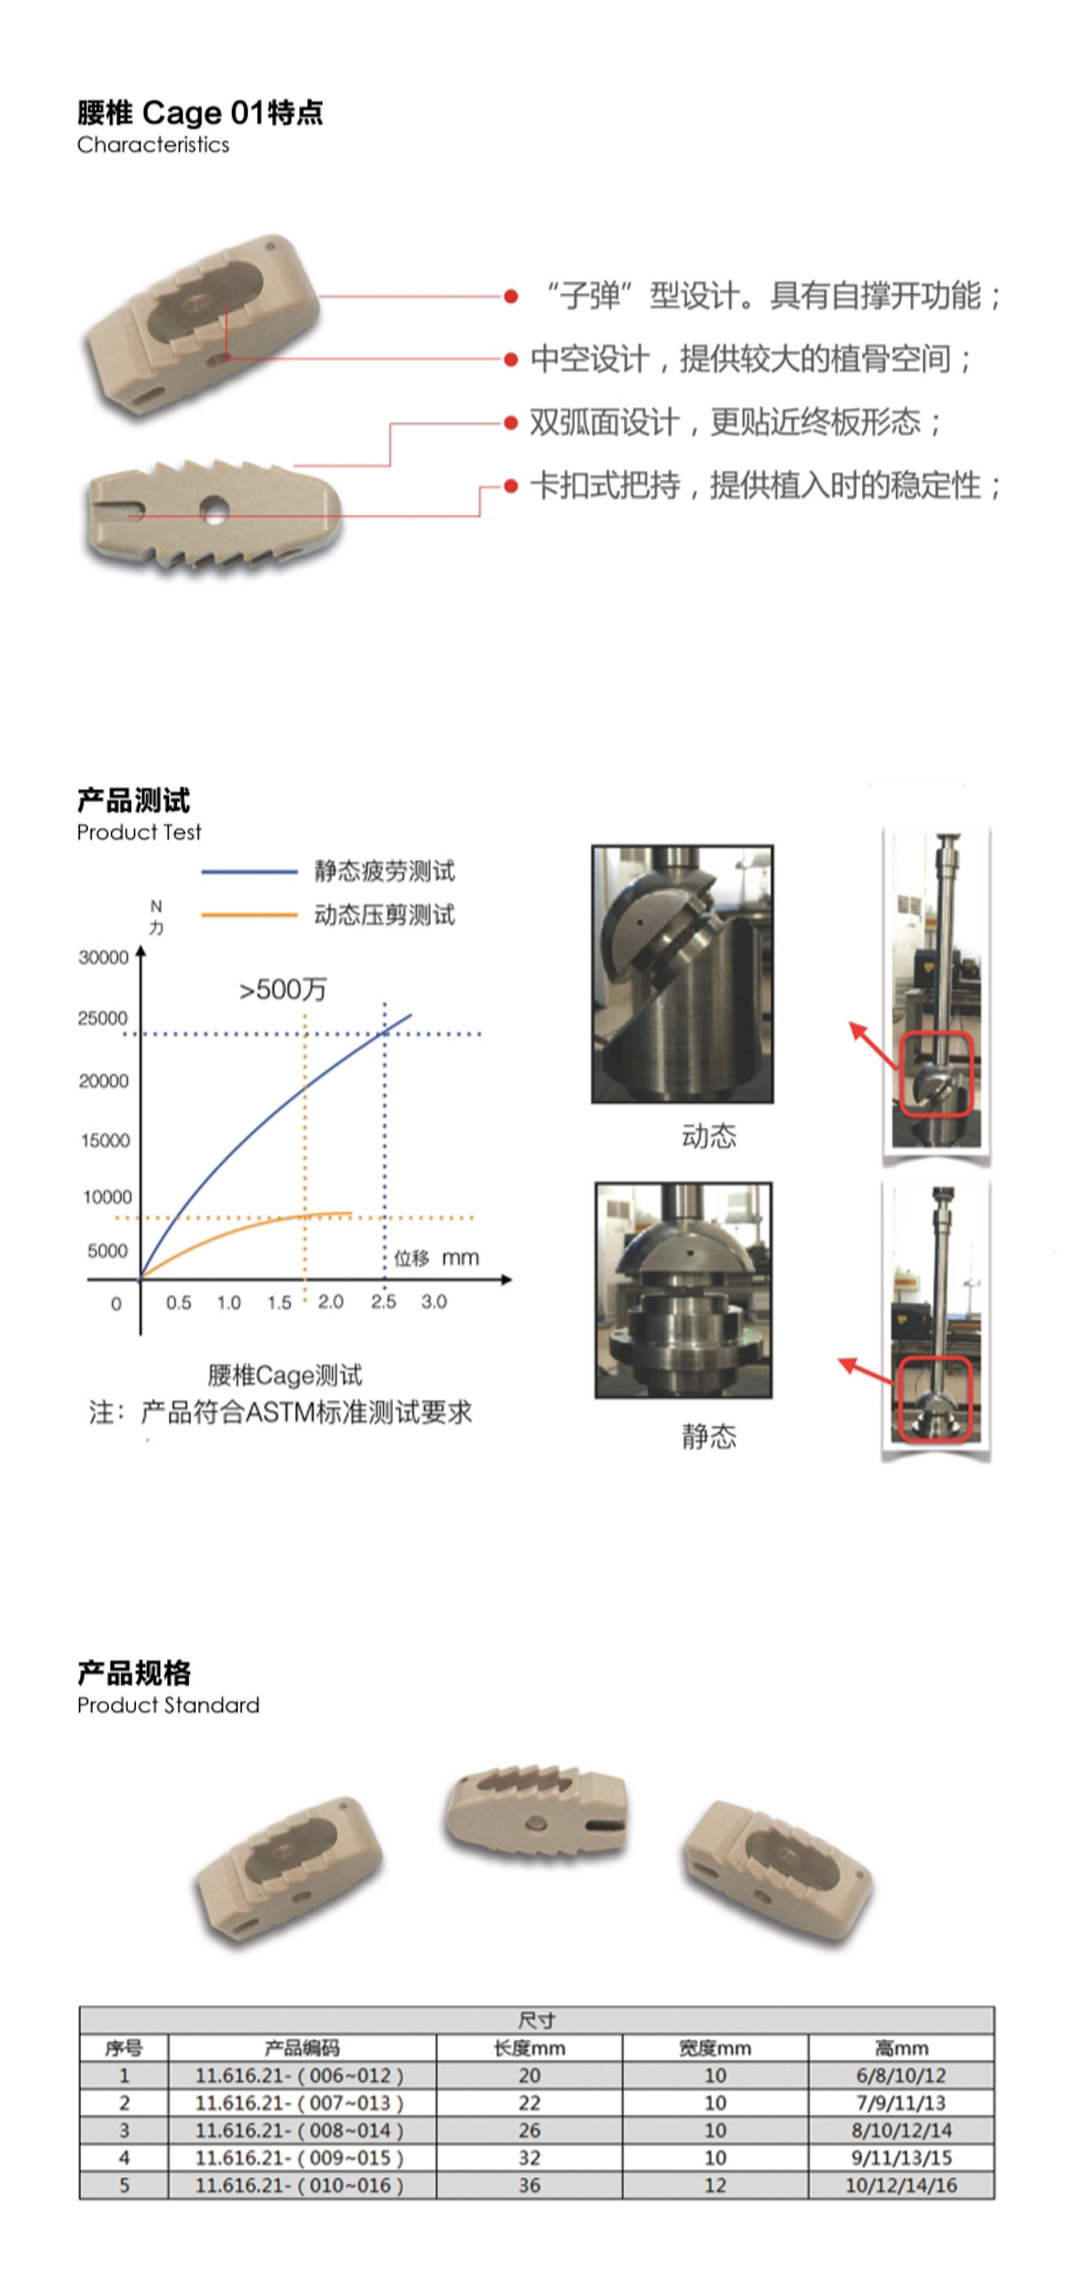 腰椎 Cage 01特点
Characteristics
“子弹”型设计。具有自撑开功能；
中空设计，提供较大的植骨空间；
双弧面设计，更贴近终板形态；
卡扣式把持，提供植入时的稳定性；
产品测试
Product Test
静态疲劳测试
动态压剪测试
N
力
>500万
30000
25000
20000
15000
10000
5000
位移 mm
0 0.5 1.0 1.5 2.0 2.5 3.0
腰椎Cage测试
注：产品符合ASTM标准测试要求
动态
静态
产品规格
Product Standard
尺寸
序号 产品编码 长度mm 宽度mm 高mm
1 11.616.21-（006~012） 20 10 6/8/10/12
2 11.616.21-（007~013） 22 10 7/9/11/13
3 11.616.21-（008~014） 26 10 8/10/12/14
4 11.616.21-（009~015） 32 10 9/11/13/15
5 11.616.21-（010~016） 36 12 10/12/14/16